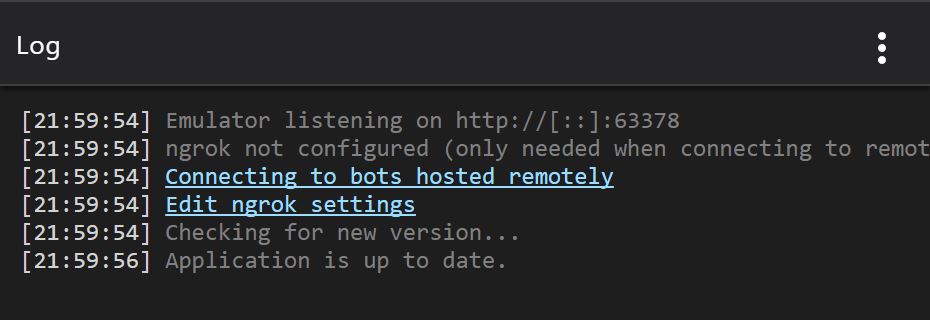 Log
[21:59:54] Emulator listening on http://[::]:63378
[21:59:54] ngrok not configured (only needed when connecting to remot
[21:59:54] Connecting to bots hosted remotely
[21:59:54] Edit ngrok settings
[21:59:54] Checking for new version...
[21:59:56] Application is up to date.